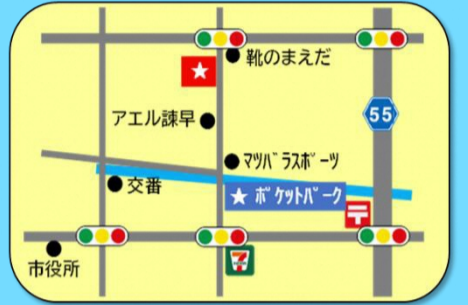 靴のまえだ
アエル諫早
55
マツバラスポーツ
交番
ポケットパーク
市役所
7